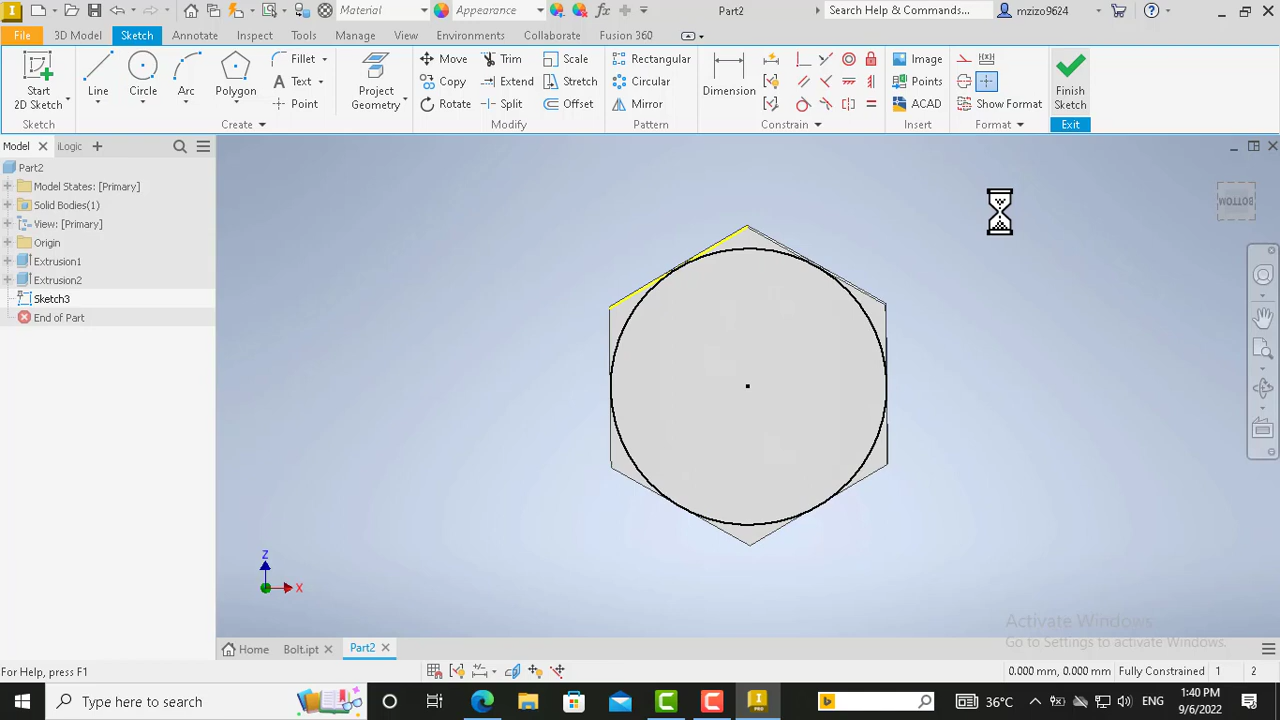 Material
Appearance
Part2
Search Help & Commands...
mzizo9624
File
3D Model
Sketch
Annotate
Inspect
Tools
Manage
View
Environments
Collaborate
Fusion 360
Start
2D Sketch
Line
Circle
Arc
Polygon
Fillet
Text
Point
Project
Geometry
Move
Copy
Rotate
Trim
Extend
Split
Scale
Stretch
Offset
Rectangular
Circular
Mirror
Dimension
Image
Points
ACAD
Show Format
Finish
Sketch
Sketch
Create
Modify
Pattern
Constrain
Insert
Format
Exit
Model
iLogic
Part2
Model States: [Primary]
Solid Bodies(1)
View: [Primary]
Origin
Extrusion1
Extrusion2
Sketch3
End of Part
BOTTOM
Z
X
Activate Windows
Go to Settings to activate Windows.
Home
Bolt.ipt
Part2
For Help, press F1
0.000 mm, 0.000 mm
Fully Constrained
1
2
Type here to search
36°C
ENG
1:40 PM
9/6/2022